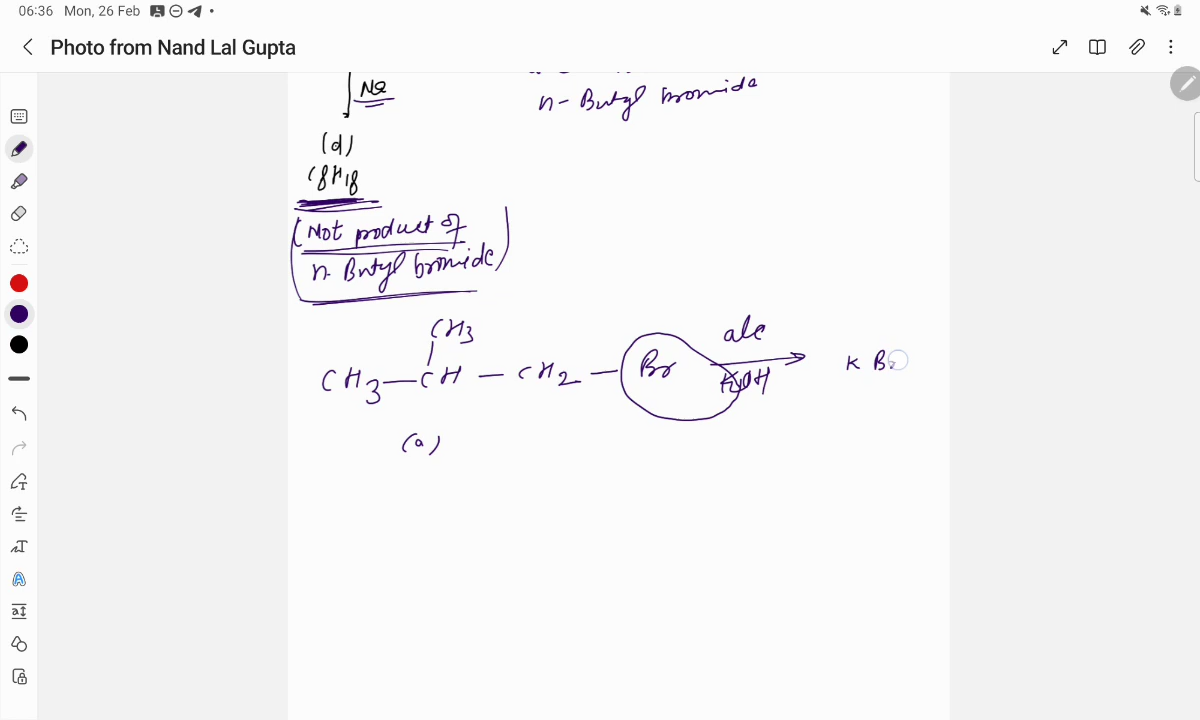 06:36 Mon, 26 Feb
Photo from Nand Lal Gupta
Na
n- Butyl bromide
(d)
C8H18
(Not product of
n- Butyl bromide)
CH3
CH3—CH — CH2 — Br alc KOH → K Br
(a)